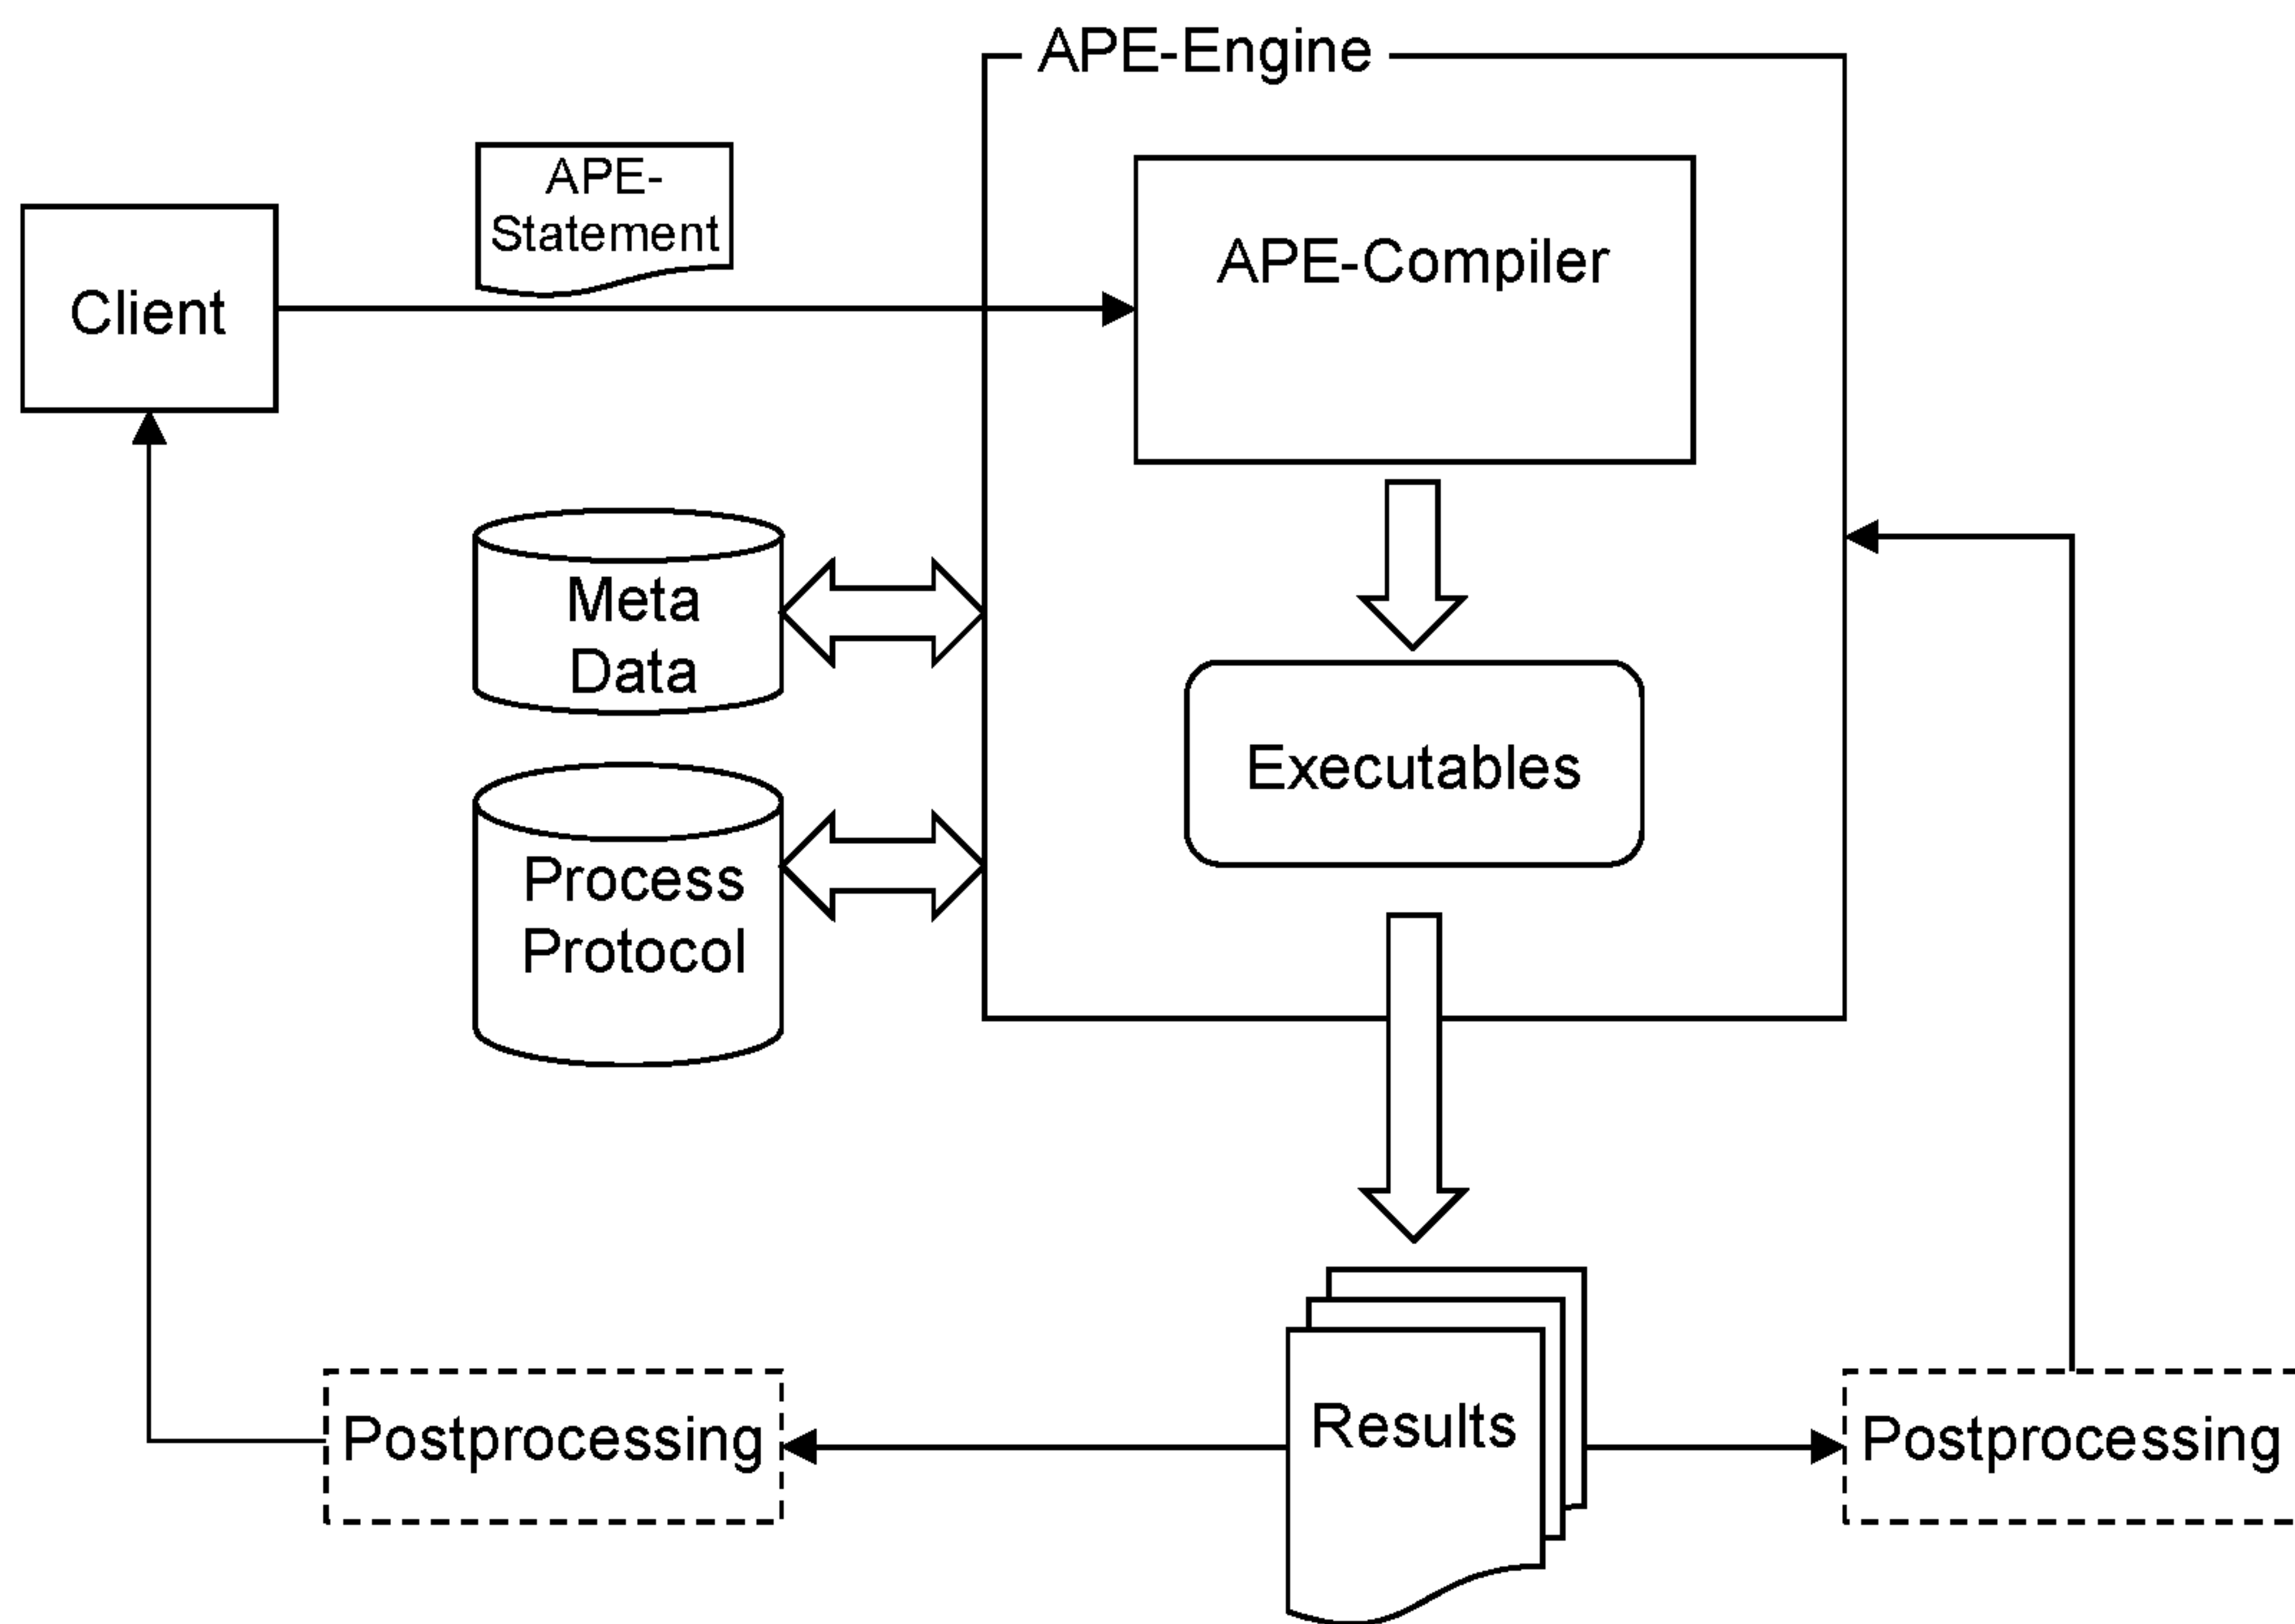 APE-Engine
APE-
Statement
Client
APE-Compiler
Meta
Data
Executables
Process
Protocol
Results
Postprocessing
Postprocessing